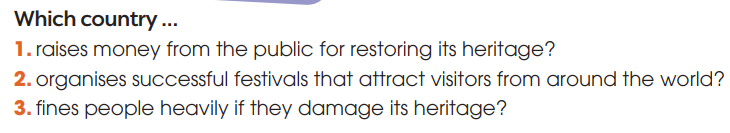 Which country ...
1. raises money from the public for restoring its heritage?
2. organises successful festivals that attract visitors from around the world?
3. fines people heavily if they damage its heritage?